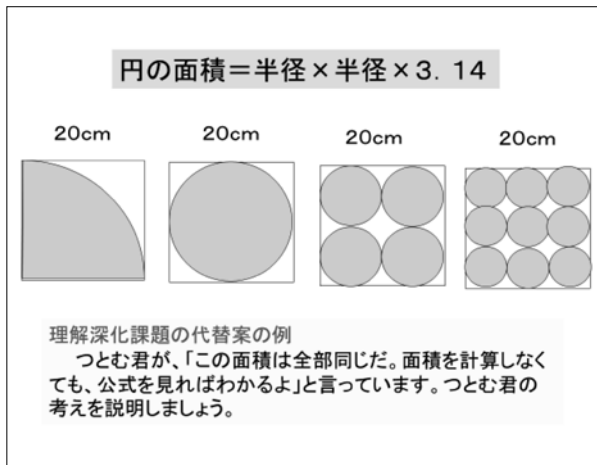 円の面積＝半径×半径×３．１４
20cm
20cm
20cm
20cm
理解深化課題の代替案の例
つとむ君が、「この面積は全部同じだ。面積を計算しなく
ても、公式を見ればわかるよ」と言っています。つとむ君の
考えを説明しましょう。